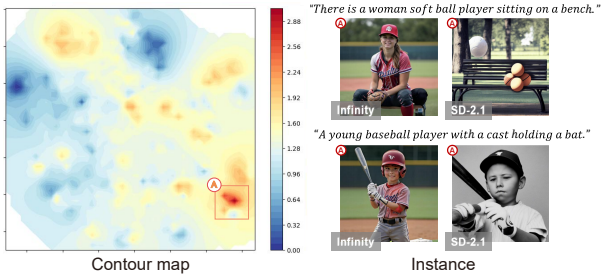 "There is a woman soft ball player sitting on a bench."
A
A
Infinity
SD-2.1
"A young baseball player with a cast holding a bat."
A
A
Infinity
SD-2.1
A
2.88
2.56
2.24
1.92
1.60
1.28
0.96
0.64
0.32
0.00
Contour map
Instance